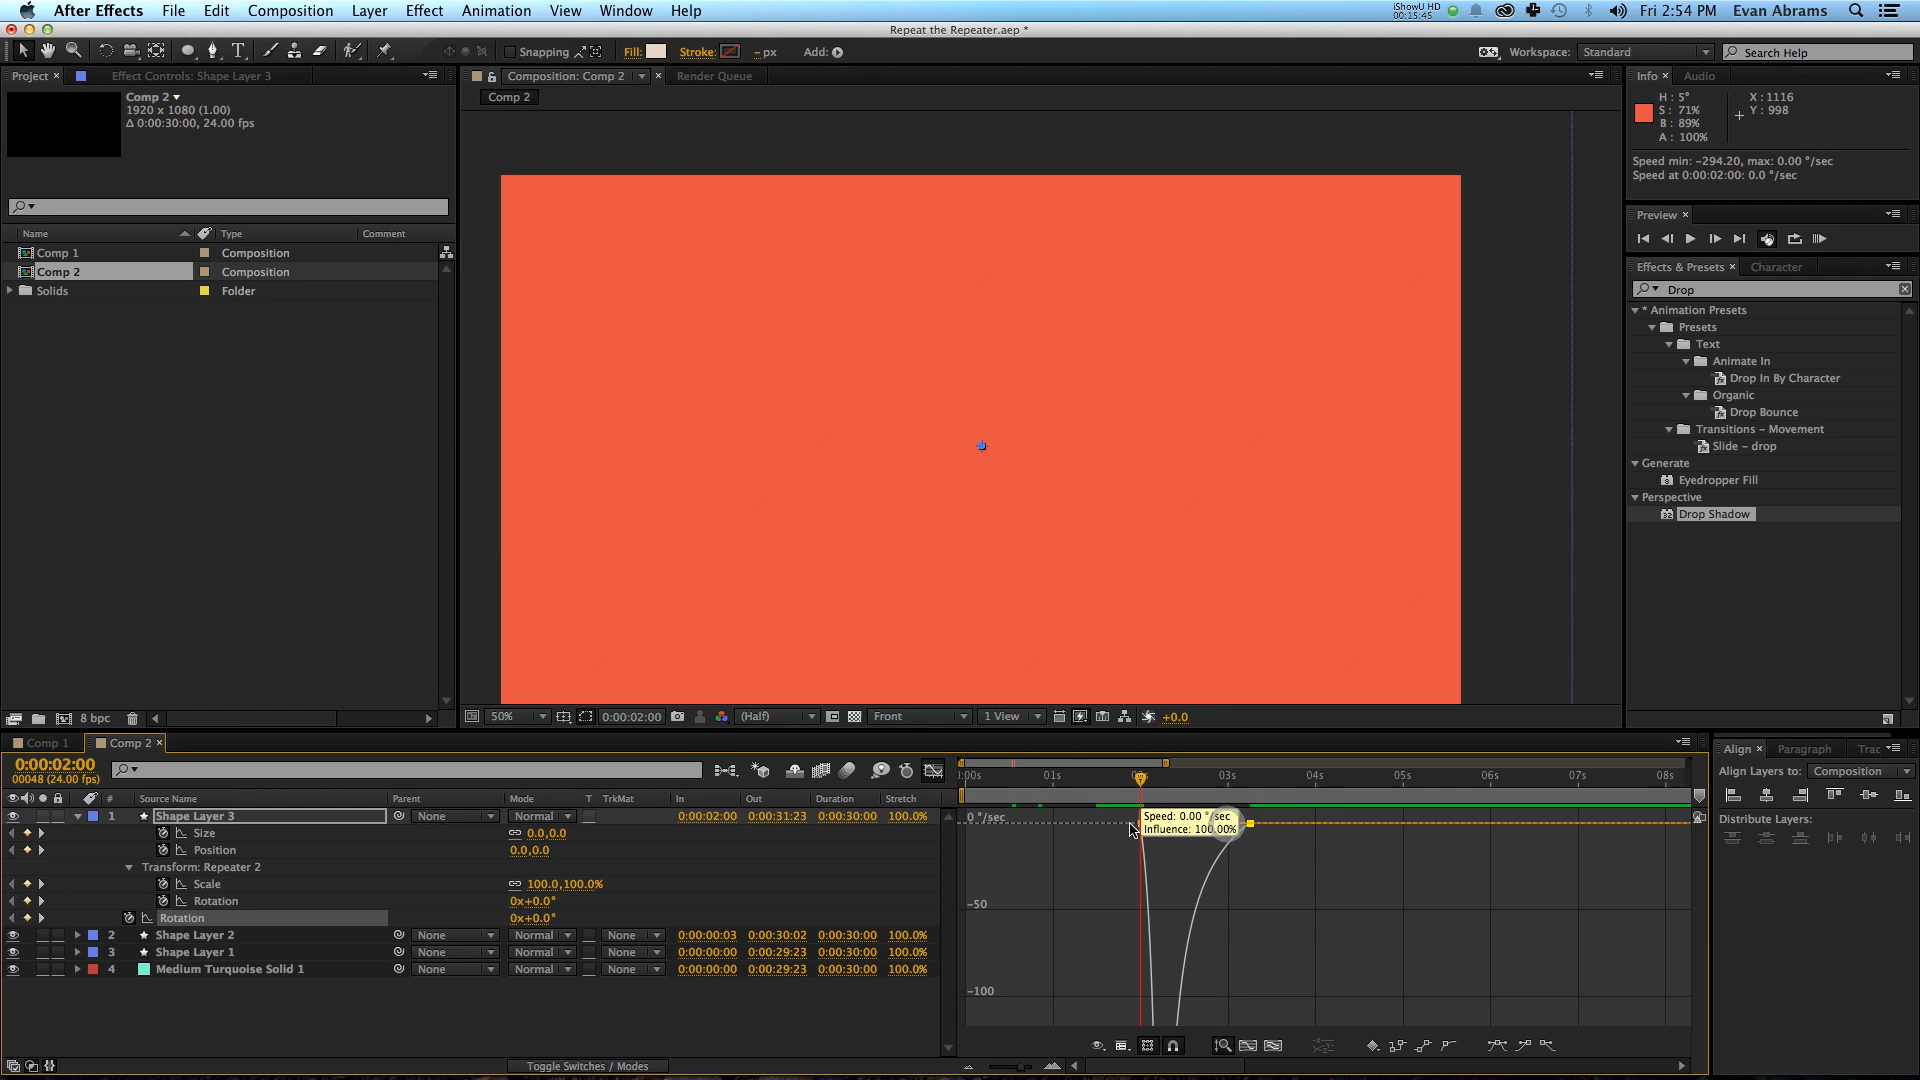 After Effects File Edit Composition Layer Effect Animation View Window Help
iShowU HD 00:15:45 Fri 2:54 PM Evan Abrams
Repeat the Repeater.aep *
Snapping Fill: Stroke: - px Add: Workspace: Standard Search Help
Project × Effect Controls: Shape Layer 3
Composition: Comp 2 × Render Queue
Info × Audio
Comp 2
1920 x 1080 (1.00)
Δ 0:00:30:00, 24.00 fps
Comp 2
H : 5° X : 1116
S : 71% Y : 998
B : 89%
A : 100%
Speed min: -294.20, max: 0.00 °/sec
Speed at 0:00:02:00: 0.0 °/sec
Preview ×
Name Type Comment
Comp 1 Composition
Comp 2 Composition
Solids Folder
Effects & Presets × Character
Drop
* Animation Presets
Presets
Text
Animate In
Drop In By Character
Organic
Drop Bounce
Transitions – Movement
Slide – drop
Generate
Eyedropper Fill
Perspective
Drop Shadow
8 bpc
50% 0:00:02:00 (Half) Front 1 View +0.0
Comp 1 Comp 2 ×
0:00:02:00
00048 (24.00 fps)
# Source Name Parent Mode T TrkMat In Out Duration Stretch
1 Shape Layer 3 None Normal 0:00:02:00 0:00:31:23 0:00:30:00 100.0%
Size 0.0,0.0
Position 0.0,0.0
Transform: Repeater 2
Scale 100.0,100.0%
Rotation 0x+0.0°
Rotation 0x+0.0°
2 Shape Layer 2 None Normal None 0:00:00:03 0:00:30:02 0:00:30:00 100.0%
3 Shape Layer 1 None Normal None 0:00:00:00 0:00:29:23 0:00:30:00 100.0%
4 Medium Turquoise Solid 1 None Normal None 0:00:00:00 0:00:29:23 0:00:30:00 100.0%
Toggle Switches / Modes
:00s 01s 03s 04s 05s 06s 07s 08s
0 °/sec
Speed: 0.00 °/sec
Influence: 100.00%
-50
-100
Align × Paragraph Trac
Align Layers to: Composition
Distribute Layers: